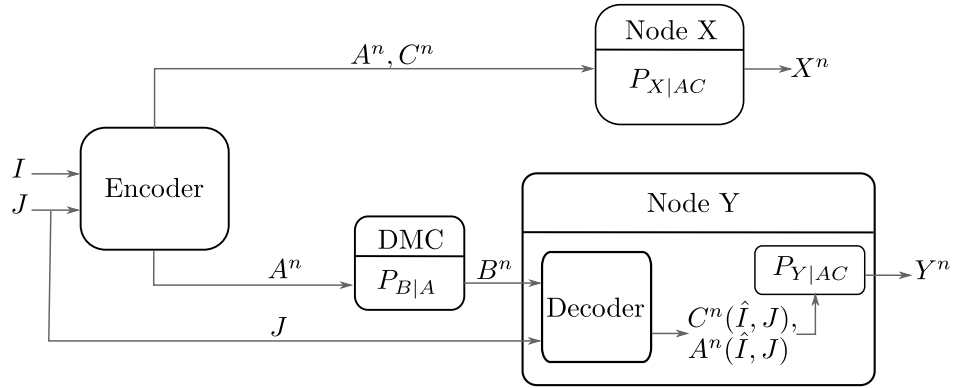 Node X
A^n, C^n
P_{X|AC}
X^n
I
J
Encoder
Node Y
DMC
A^n
P_{B|A}
B^n
P_{Y|AC}
Y^n
Decoder
C^n(Î, J),
A^n(Î, J)
J